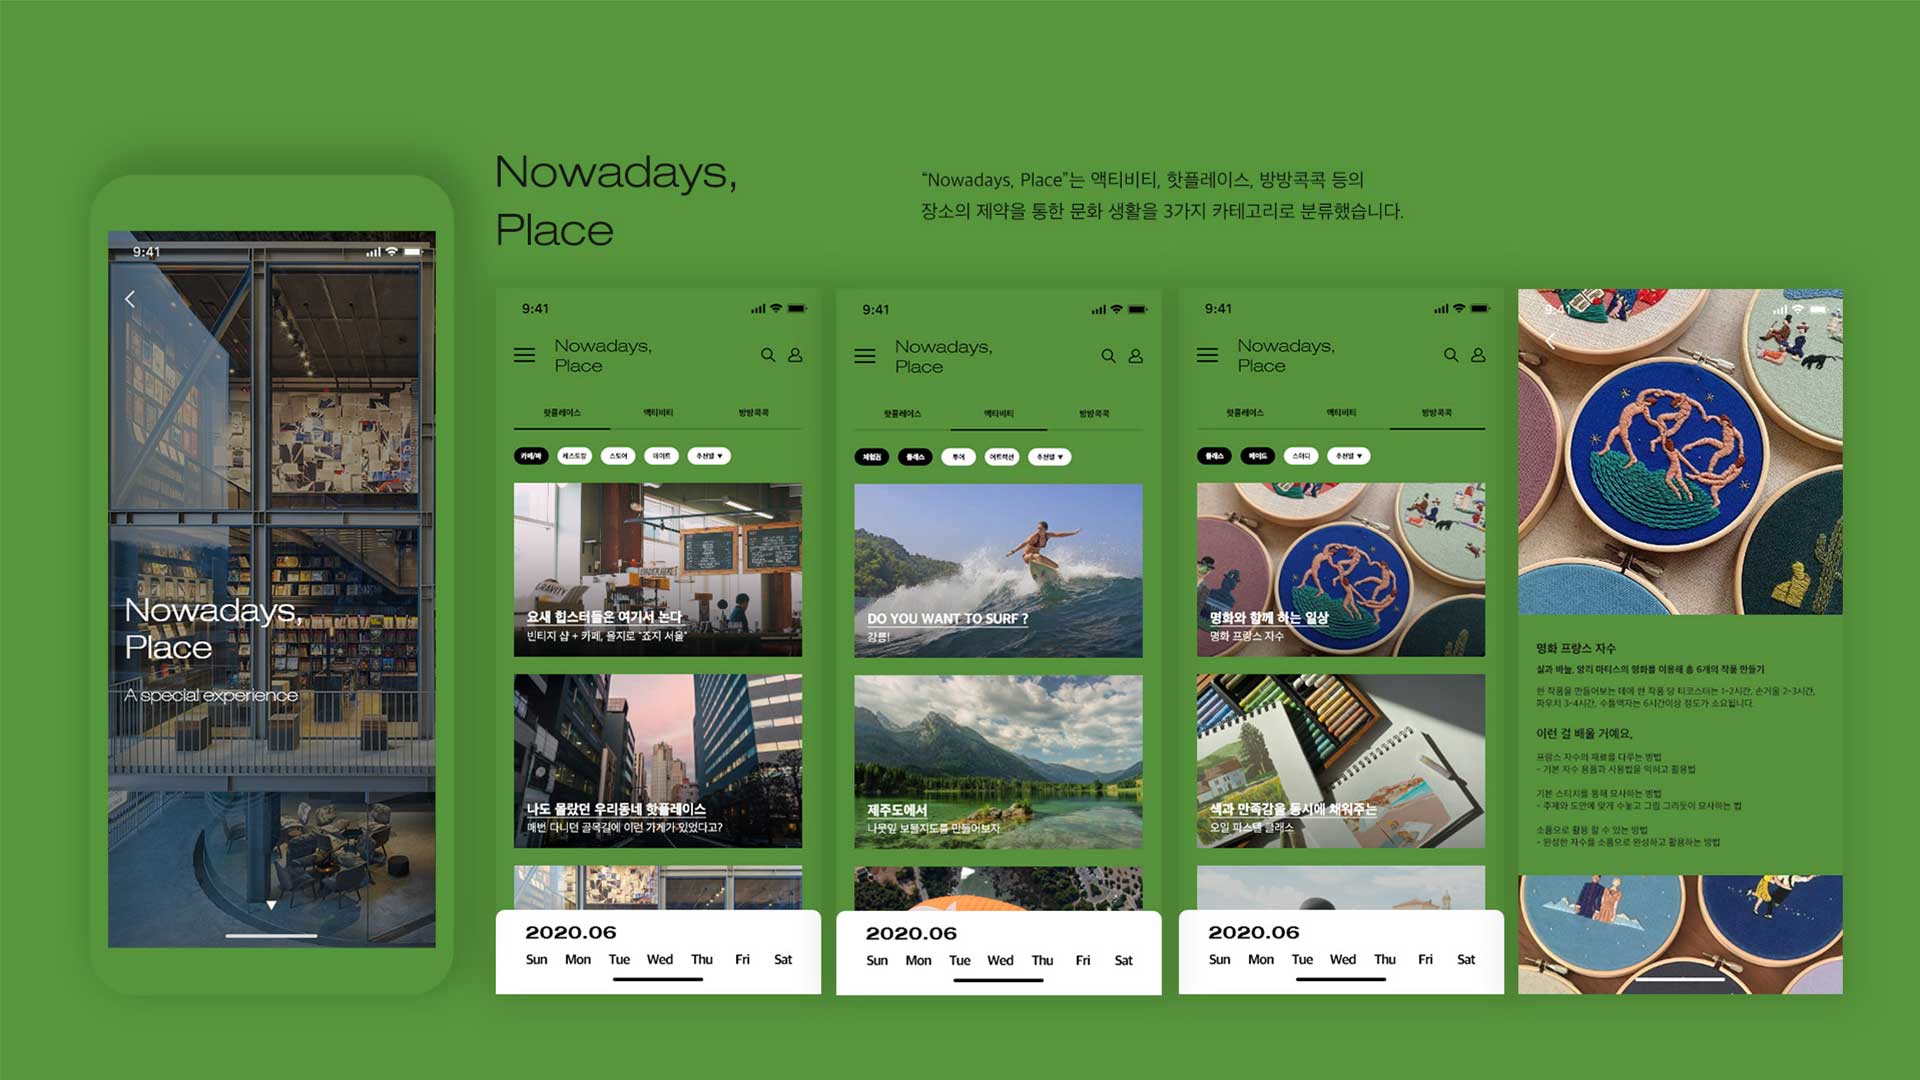 Nowadays,
Place
“Nowadays, Place”는 액티비티, 핫플레이스, 방방콕콕 등의
장소의 제약을 통한 문화 생활을 3가지 카테고리로 분류했습니다.
9:41
Nowadays,
Place
A special experience
9:41
Nowadays,
Place
핫플레이스 액티비티 방방콕콕
카페/바 레스토랑 스토어 데이트 추천별 ▼
요새 힙스터들은 여기서 논다
빈티지 샵 + 카페, 을지로 "죠지 서울"
나도 몰랐던 우리동네 핫플레이스
매번 다니던 골목길에 이런 가게가 있었다고?
2020.06
Sun Mon Tue Wed Thu Fri Sat
9:41
Nowadays,
Place
핫플레이스 액티비티 방방콕콕
체험권 클래스 투어 어트랙션 추천별 ▼
DO YOU WANT TO SURF ?
강릉!
제주도에서
나뭇잎 보물지도를 만들어보자
2020.06
Sun Mon Tue Wed Thu Fri Sat
9:41
Nowadays,
Place
핫플레이스 액티비티 방방콕콕
클래스 메이드 스터디 추천별 ▼
명화와 함께 하는 일상
명화 프랑스 자수
색과 만족감을 동시에 채워주는
오일 파스텔 클래스
2020.06
Sun Mon Tue Wed Thu Fri Sat
9:41
명화 프랑스 자수
실과 바늘, 앙리 마티스의 명화를 이용해 총 6개의 작품 만들기
한 작품을 만들어보는 데에 한 작품 당 티코스터는 1-2시간, 손거울 2-3시간,
파우치 3-4시간, 수틀액자는 6시간이상 정도가 소요됩니다.
이런 걸 배울 거예요.
프랑스 자수의 재료를 다루는 방법
- 기본 자수 용품과 사용법을 익히고 활용법
기본 스티치를 통해 묘사하는 방법
- 주제와 도안에 맞게 수놓고 그림 그리듯이 묘사하는 법
소품으로 활용 할 수 있는 방법
- 완성한 자수를 소품으로 완성하고 활용하는 방법